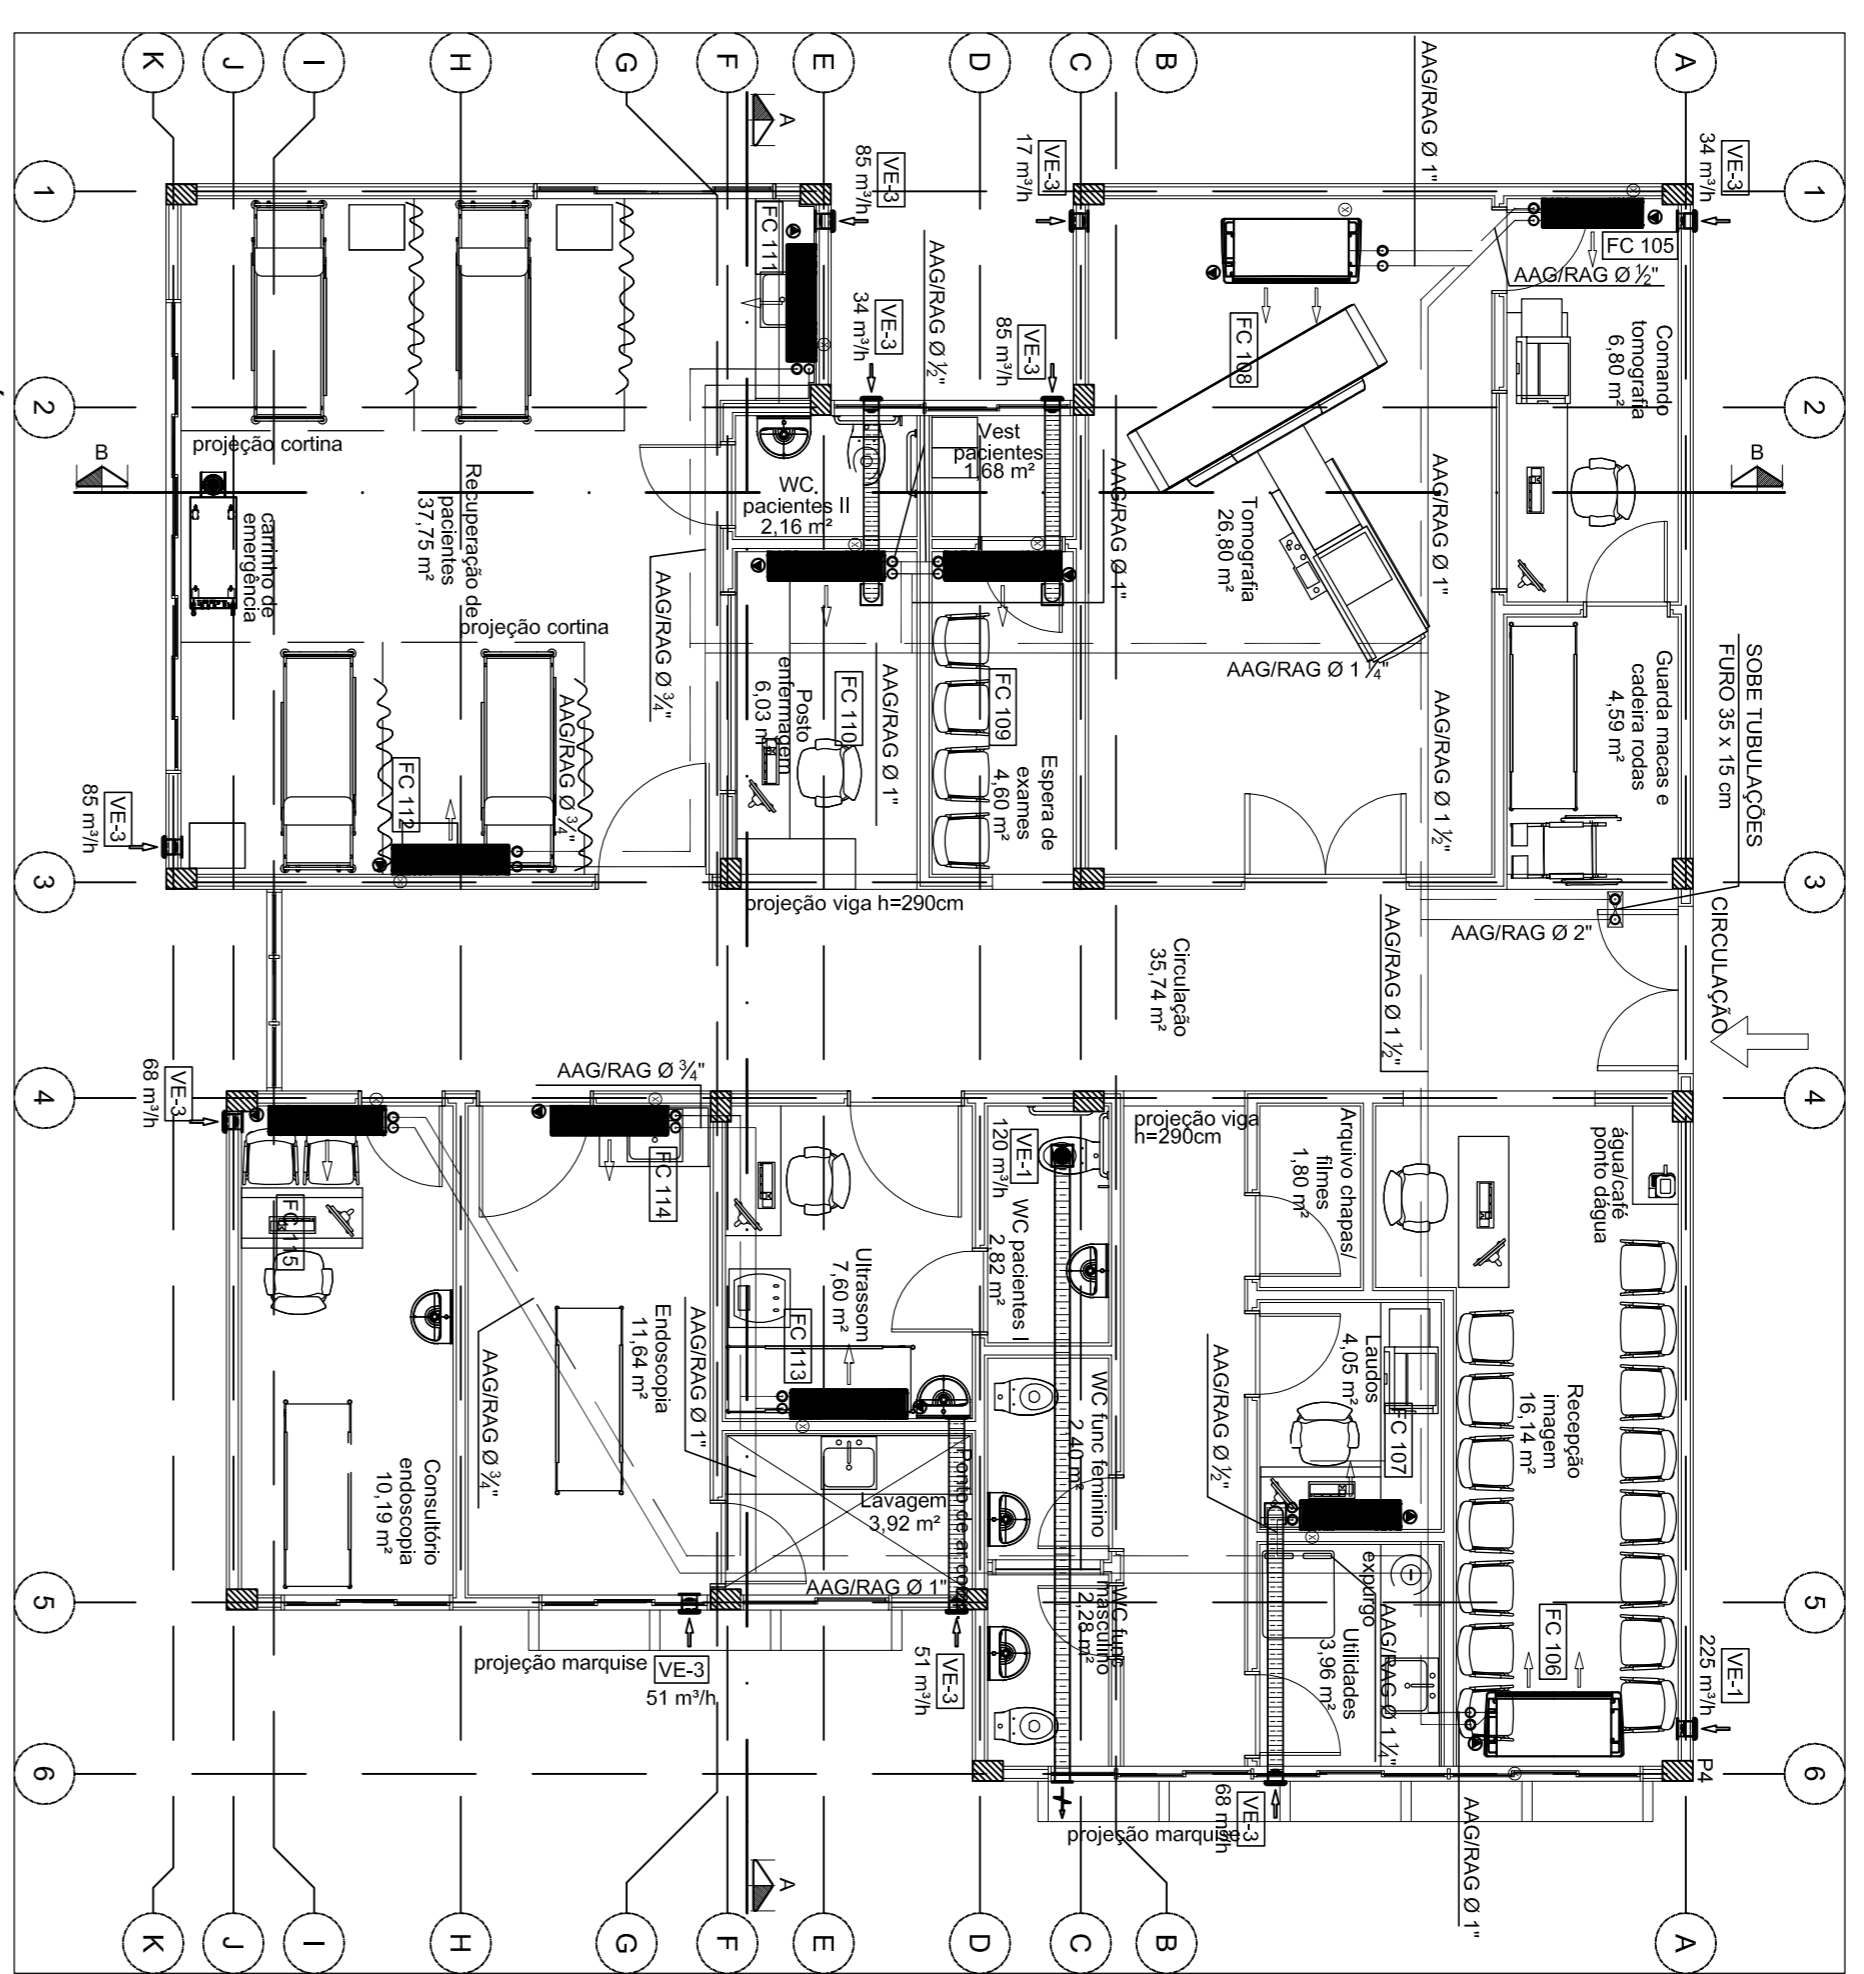 K
J
I
H
G
F
E
D
C
B
A
AAG/RAG Ø 1"
VE-3
34 m³/h
VE-3
17 m³/h
VE-3
85 m³/h
A
1
1
FC 105
AAG/RAG Ø ½"
FC 111
AAG/RAG Ø ½"
VE-3
34 m³/h
VE-3
85 m³/h
FC 108
Comando
tomografia
6,80 m²
2
2
projeção cortina
B
B
Vest
pacientes
1,68 m²
WC.
pacientes II
2,16 m²
Recuperação de
pacientes
37,75 m²
carrinho de
emergência
AAG/RAG Ø 1"
AAG/RAG Ø 1"
Tomografia
26,80 m²
projeção cortina
AAG/RAG Ø ¾"
AAG/RAG Ø 1 ¼"
Guarda macas e
cadeira rodas
4,59 m²
SOBE TUBULAÇÕES
FURO 35 x 15 cm
AAG/RAG Ø ¾"
Posto
enfermagem
6,03 m²
FC 110
AAG/RAG Ø 1"
FC 109
Espera de
exames
4,60 m²
AAG/RAG Ø 1 ½"
FC 112
VE-3
85 m³/h
3
3
projeção viga h=290cm
AAG/RAG Ø 2"
CIRCULAÇÃO
AAG/RAG Ø 1 ½"
Circulação
35,74 m²
AAG/RAG Ø ¾"
VE-3
68 m³/h
4
4
projeção viga
h=290cm
VE-1
120 m³/h
WC pacientes I
2,82 m²
Arquivo chapas/
filmes
1,80 m²
água/café
ponto dágua
FC 114
FC 115
Ultrassom
7,60 m²
FC 113
Endoscopia
11,64 m²
AAG/RAG Ø 1"
AAG/RAG Ø ¾"
AAG/RAG Ø ½"
Laudos
4,05 m²
FC 107
Recepção
imagem
16,14 m²
WC func feminino
2,40 m²
Consultório
endoscopia
10,19 m²
Lavagem
3,92 m²
Ponto de ar
AAG/RAG Ø 1"
WC func
masculino
2,28 m²
expurgo
Utilidades
3,96 m²
AAG/RAG Ø 1 ¼"
FC 106
5
5
projeção marquise
VE-3
51 m³/h
VE-3
51 m³/h
VE-1
225 m³/h
P4
6
6
VE-3
68 m³/h
projeção marquise
AAG/RAG Ø 1"
A
K
J
I
H
G
F
E
D
C
B
A